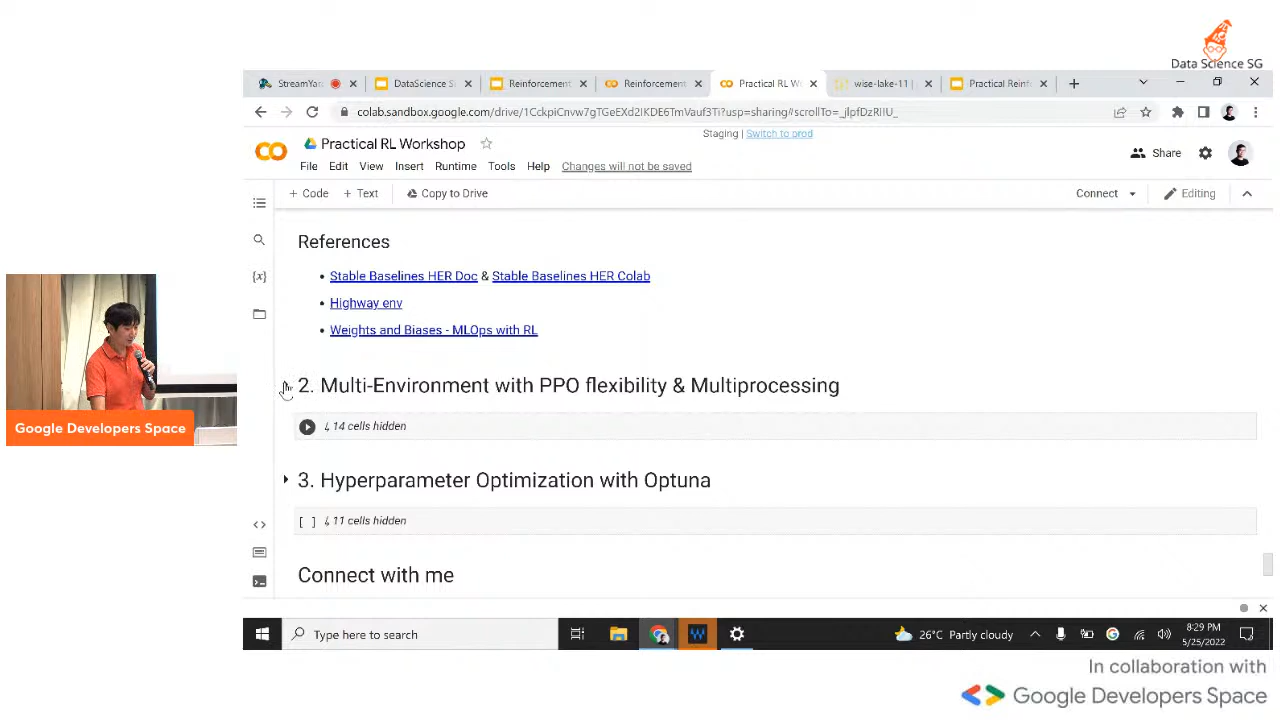 Data Science SG
StreamYar
DataScience S
Reinforcement
Reinforcement
Practical RL W
wise-lake-11 |
Practical Reinf
colab.sandbox.google.com/drive/1CckpiCnvw7gTGeEXd2IKDE6TmVauf3Ti?usp=sharing#scrollTo=_jlpfDzRIIU_
Staging | Switch to prod
Practical RL Workshop
File Edit View Insert Runtime Tools Help Changes will not be saved
Share
+ Code + Text Copy to Drive
Connect
Editing
References
• Stable Baselines HER Doc & Stable Baselines HER Colab
• Highway env
• Weights and Biases - MLOps with RL
2. Multi-Environment with PPO flexibility & Multiprocessing
↳ 14 cells hidden
3. Hyperparameter Optimization with Optuna
[ ] ↳ 11 cells hidden
Connect with me
Google Developers Space
Type here to search
26°C Partly cloudy
8:29 PM
5/25/2022
In collaboration with
Google Developers Space